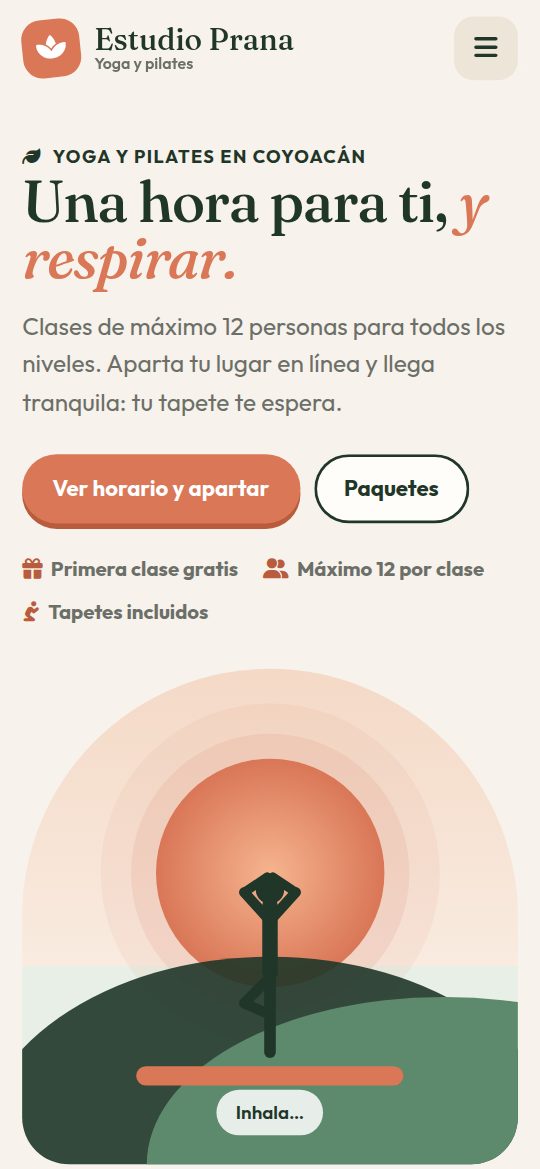 Estudio Prana
Yoga y pilates
YOGA Y PILATES EN COYOACÁN
Una hora para ti, y
respirar.
Clases de máximo 12 personas para todos los
niveles. Aparta tu lugar en línea y llega
tranquila: tu tapete te espera.
Ver horario y apartar
Paquetes
Primera clase gratis
Máximo 12 por clase
Tapetes incluidos
Inhala...